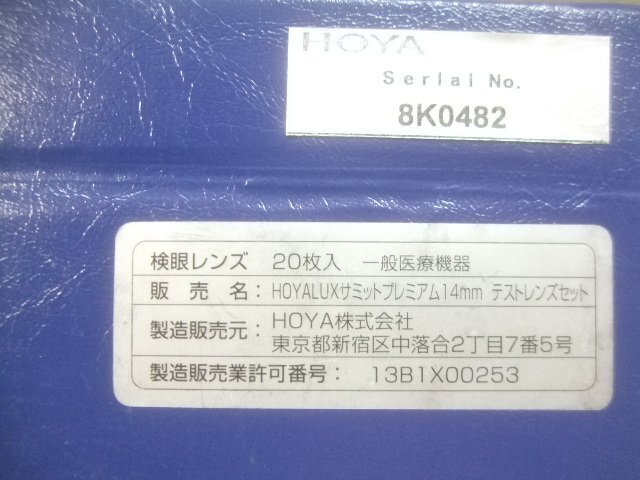 HOYA
Serial No.
8K0482
検眼レンズ 20枚入 一般医療機器
販売名: HOYALUXサミットプレミアム14mm テストレンズセット
製造販売元: HOYA株式会社
東京都新宿区中落合2丁目7番5号
製造販売業許可番号: 13B1X00253